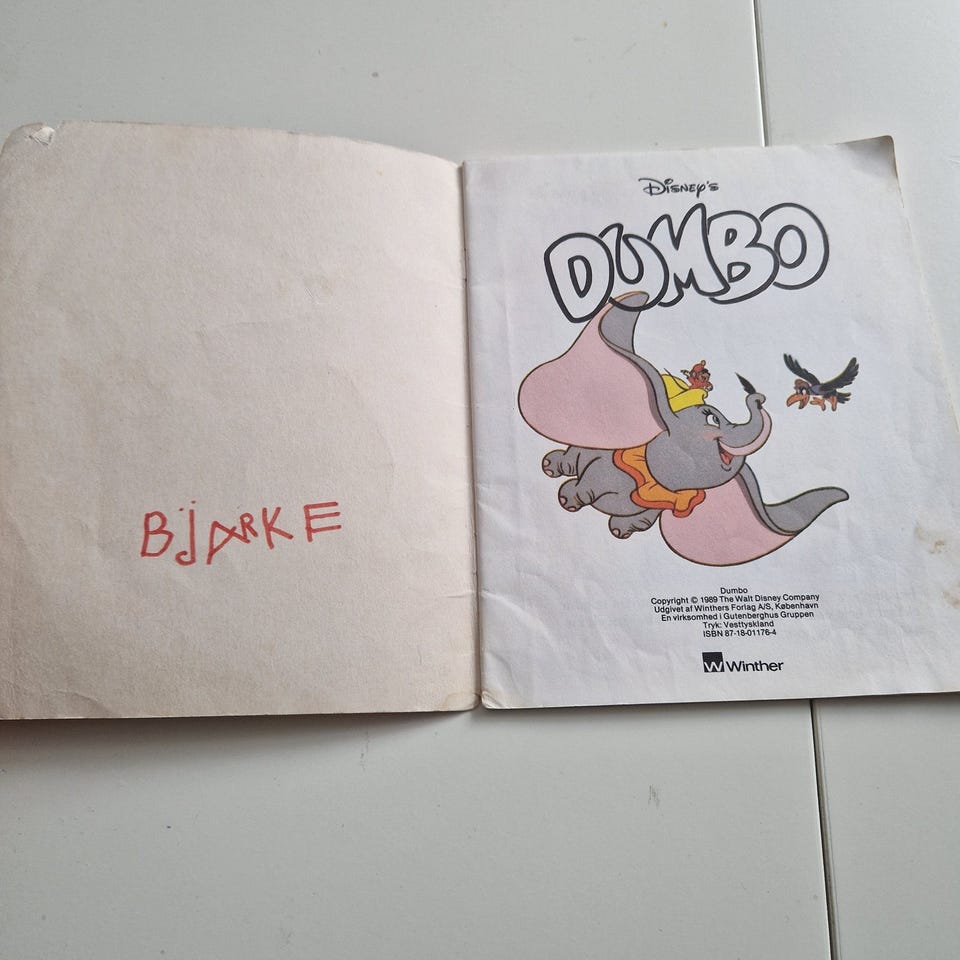 BjARKE
Disney's
DUMBO
Dumbo
Copyright © 1989 The Walt Disney Company
Udgivet af Winthers Forlag A/S, København
En virksomhed i Gutenberghus Gruppen
Tryk: Vesttyskland
ISBN 87-18-01176-4
W Winther